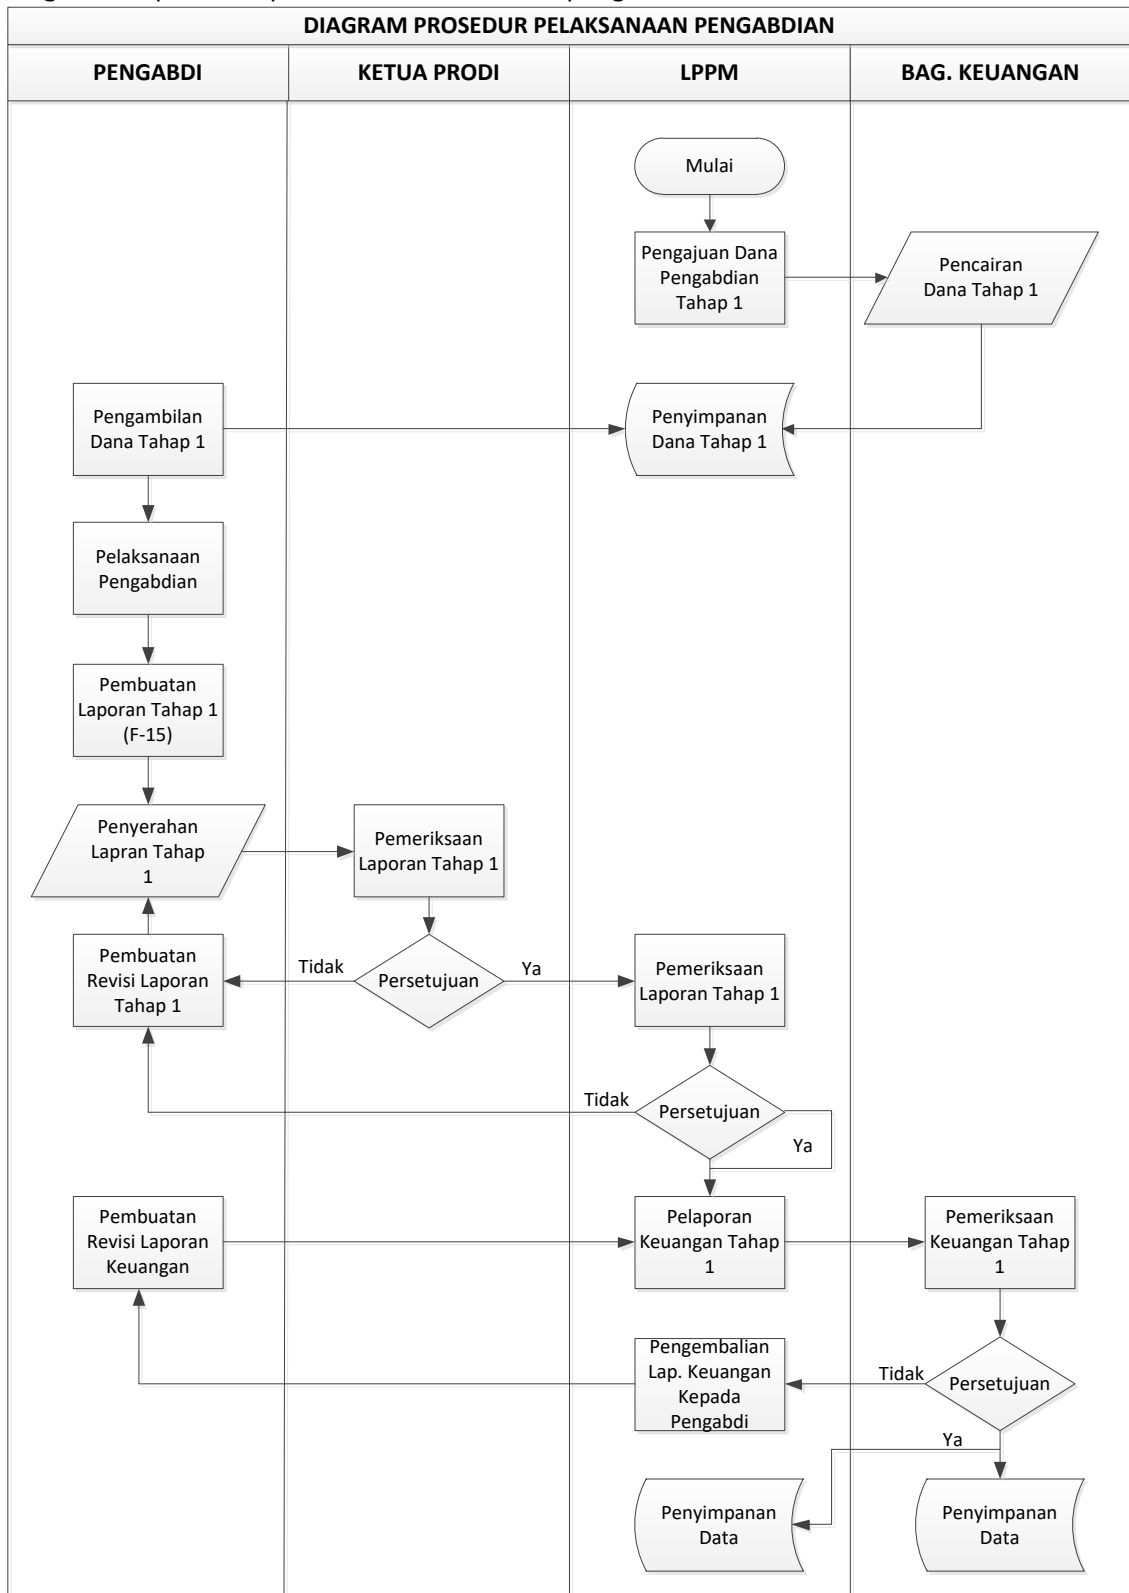 DIAGRAM PROSEDUR PELAKSANAAN PENGABDIAN
PENGABDI
KETUA PRODI
LPPM
BAG. KEUANGAN
Mulai
Pengajuan Dana
Pengabdian
Tahap 1
Pencairan
Dana Tahap 1
Pengambilan
Dana Tahap 1
Penyimpanan
Dana Tahap 1
Pelaksanaan
Pengabdian
Pembuatan
Laporan Tahap 1
(F-15)
Penyerahan
Lapran Tahap
1
Pemeriksaan
Laporan Tahap 1
Pembuatan
Revisi Laporan
Tahap 1
Tidak
Persetujuan
Ya
Pemeriksaan
Laporan Tahap 1
Tidak
Persetujuan
Ya
Pembuatan
Revisi Laporan
Keuangan
Pelaporan
Keuangan Tahap
1
Pemeriksaan
Keuangan Tahap
1
Pengembalian
Lap. Keuangan
Kepada
Pengabdi
Tidak
Persetujuan
Ya
Penyimpanan
Data
Penyimpanan
Data